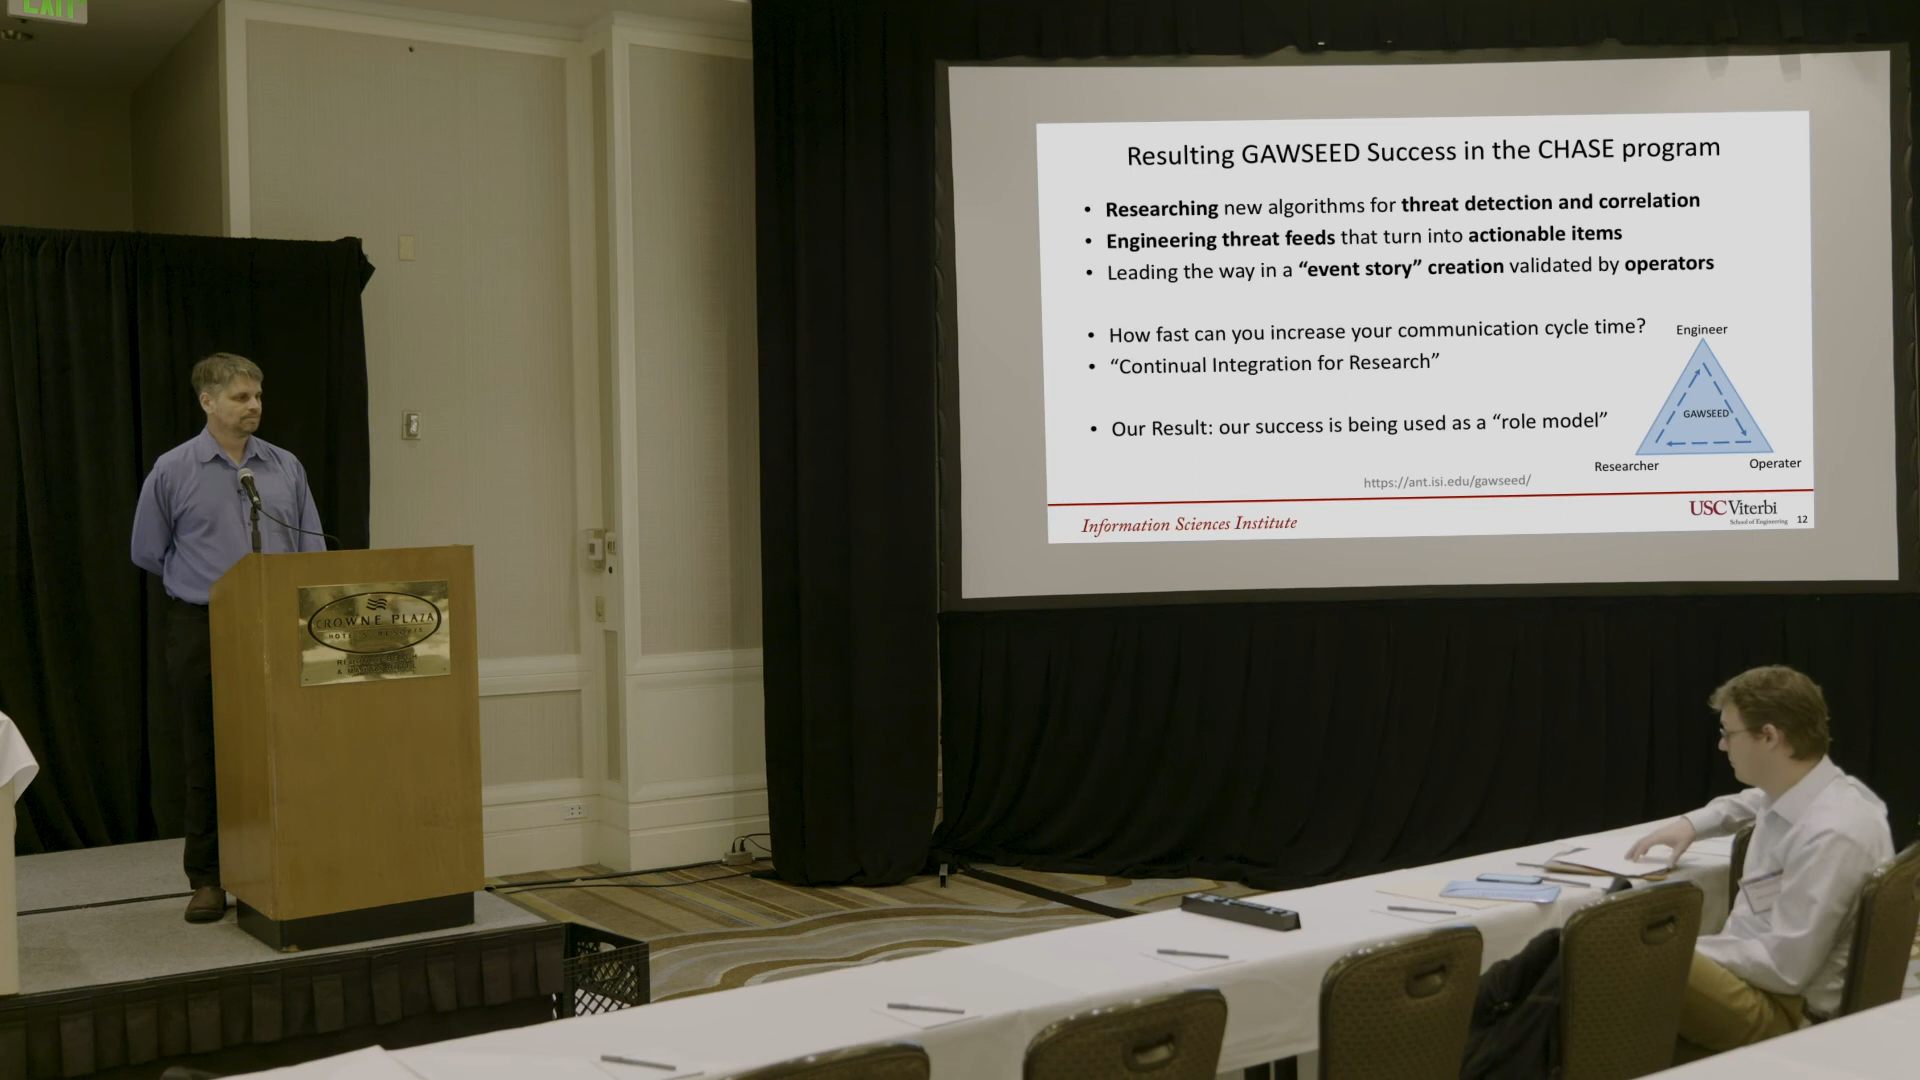 EXIT
Resulting GAWSEED Success in the CHASE program
• Researching new algorithms for threat detection and correlation
• Engineering threat feeds that turn into actionable items
• Leading the way in a “event story” creation validated by operators
• How fast can you increase your communication cycle time?
• “Continual Integration for Research”
• Our Result: our success is being used as a “role model”
Engineer
GAWSEED
Researcher
Operater
https://ant.isi.edu/gawseed/
Information Sciences Institute
USC Viterbi
School of Engineering
12
CROWNE PLAZA